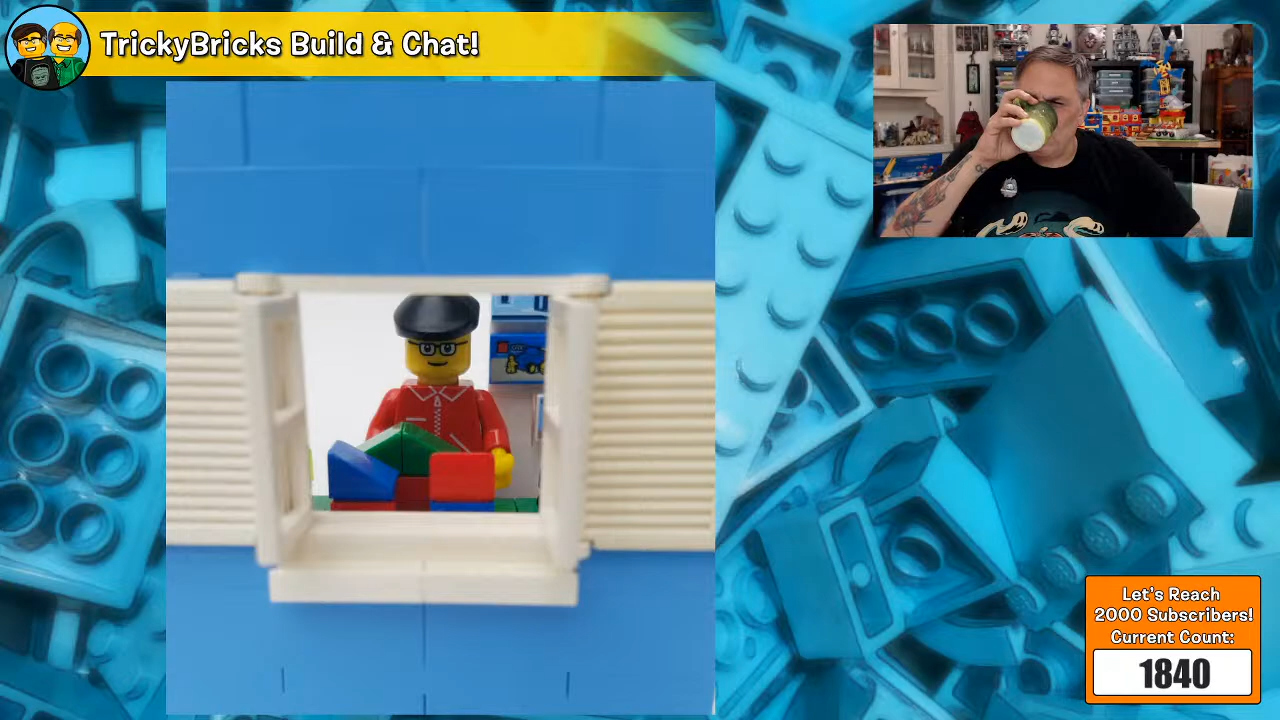 TrickyBricks Build & Chat!
Let's Reach
2000 Subscribers!
Current Count:
1840